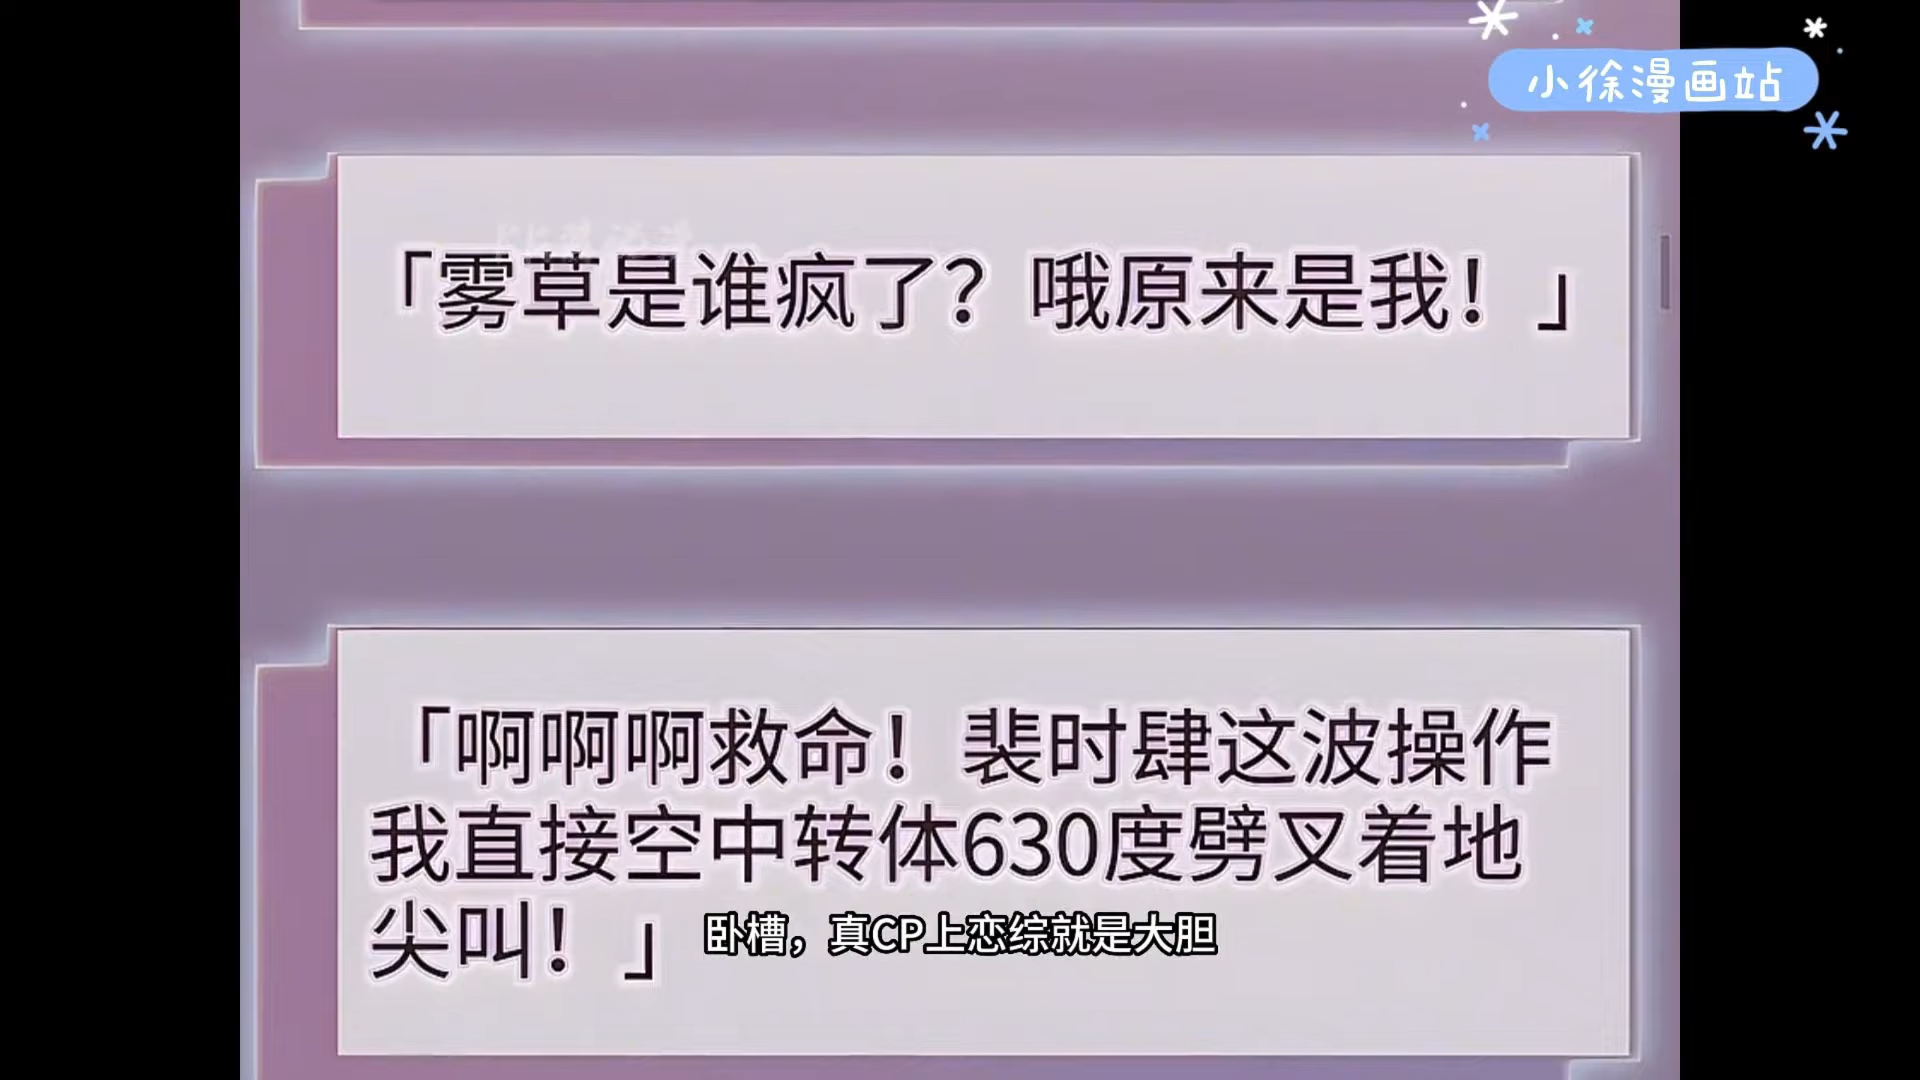 小徐漫画站
「雾草是谁疯了？哦原来是我！」
「啊啊啊救命！裴时肆这波操作
我直接空中转体630度劈叉着地
尖叫！」
卧槽，真CP上恋综就是大胆